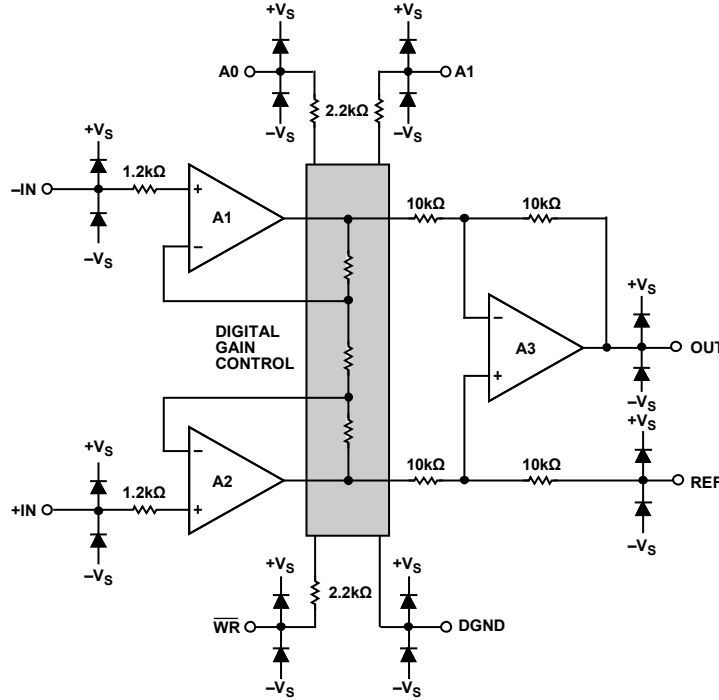 +VS
+VS
A0
A1
2.2kΩ
–VS
2.2kΩ
–VS
+VS
1.2kΩ
–IN
+
A1
–
–VS
10kΩ
10kΩ
DIGITAL
GAIN
CONTROL
–
A3
+
+VS
OUT
–VS
+VS
–
A2
+
+VS
1.2kΩ
+IN
–VS
10kΩ
10kΩ
REF
–VS
+VS
2.2kΩ
+VS
WR
DGND
–VS
–VS